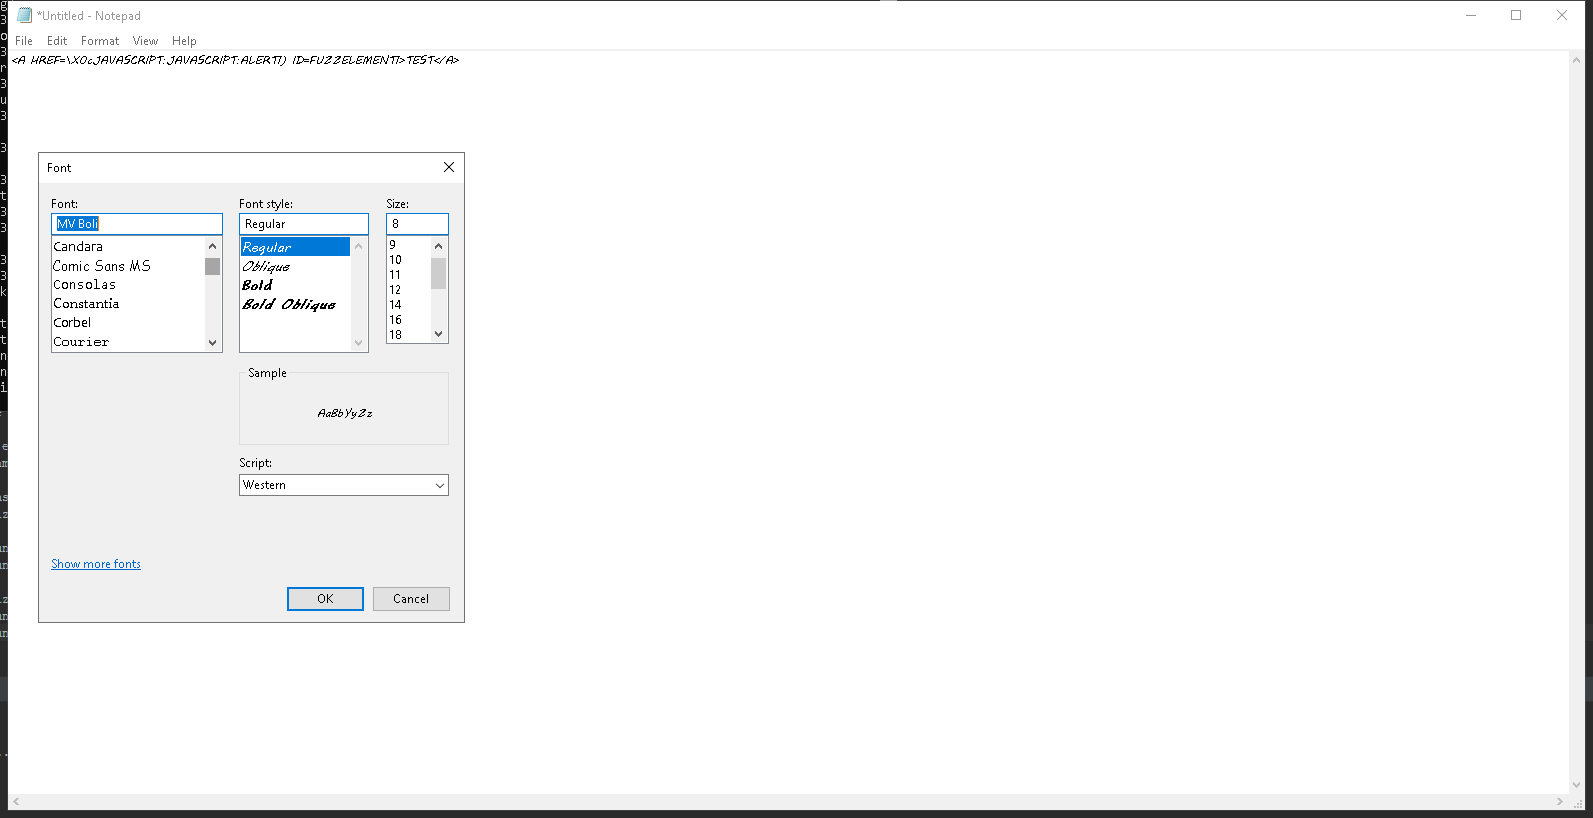 *Untitled - Notepad
File Edit Format View Help
<A HREF=\X0cJAVASCRIPT:JAVASCRIPT:ALERT1) ID=FUZZELEMENT1>TEST</A>
Font
Font: Font style: Size:
MV Boli Regular 8
Candara Regular 9
Comic Sans MS Oblique 10
Consolas Bold 11
Constantia Bold Oblique 12
Corbel 14
Courier 16
18
Sample
AaBbYyZz
Script:
Western
Show more fonts
OK Cancel